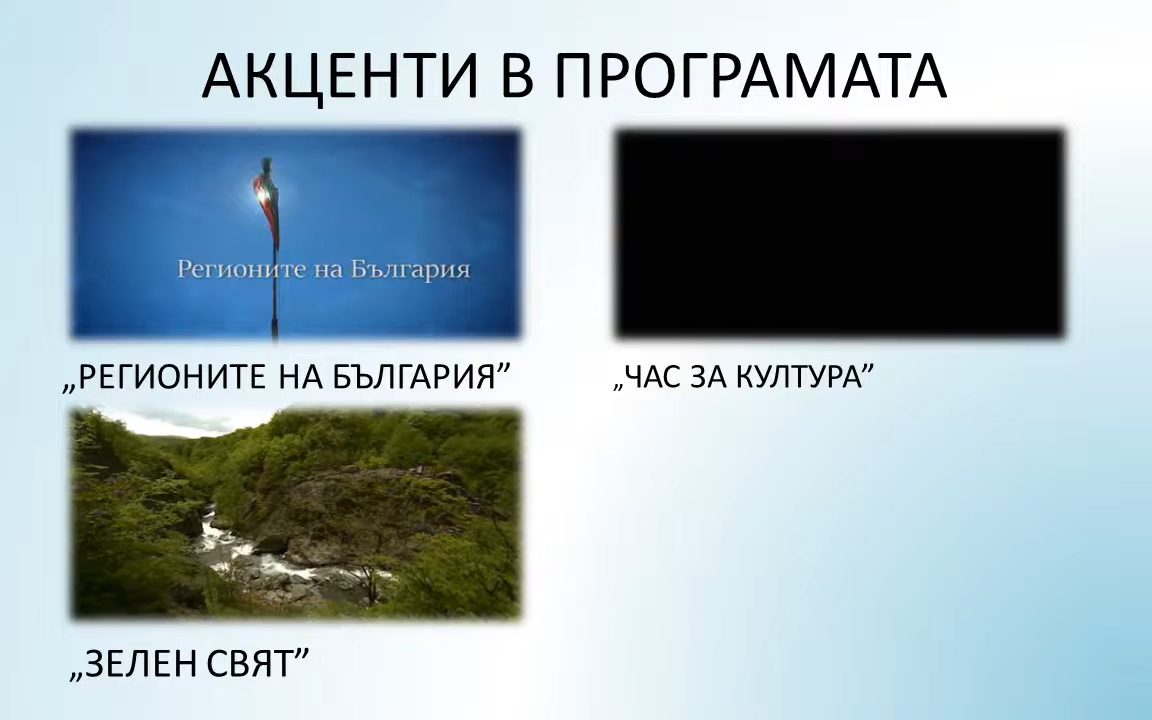 АКЦЕНТИ В ПРОГРАМАТА
Регионите на България
„РЕГИОНИТЕ НА БЪЛГАРИЯ”
„ЧАС ЗА КУЛТУРА”
„ЗЕЛЕН СВЯТ”